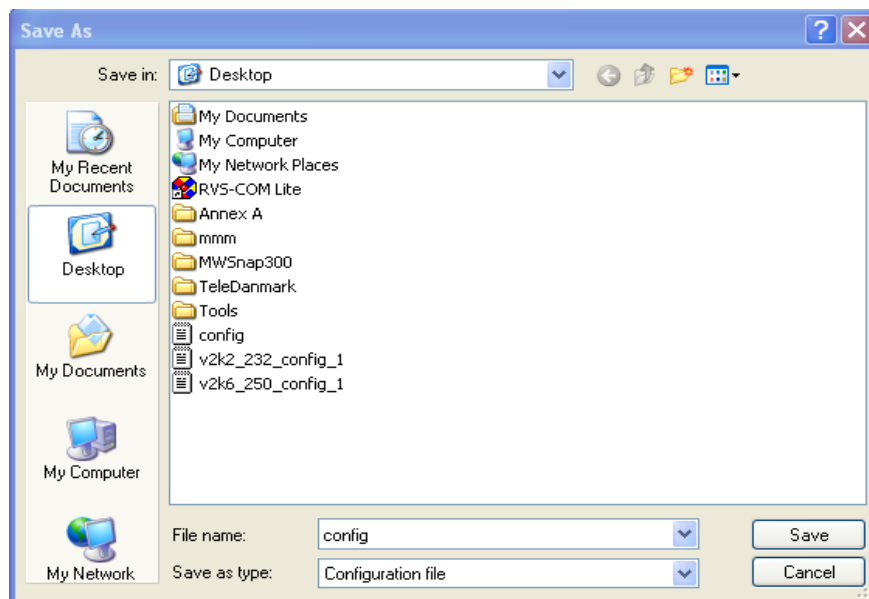 Save As
Save in:
Desktop
My Recent
Documents
Desktop
My Documents
My Computer
My Network
My Documents
My Computer
My Network Places
RVS-COM Lite
Annex A
mmm
MWSnap300
TeleDanmark
Tools
config
v2k2_232_config_1
v2k6_250_config_1
File name:
config
Save
Save as type:
Configuration file
Cancel